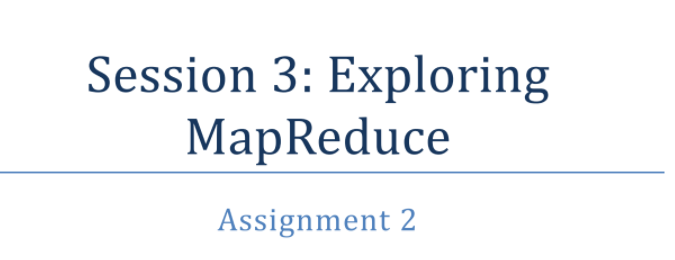 Session 3: Exploring
MapReduce
Assignment 2